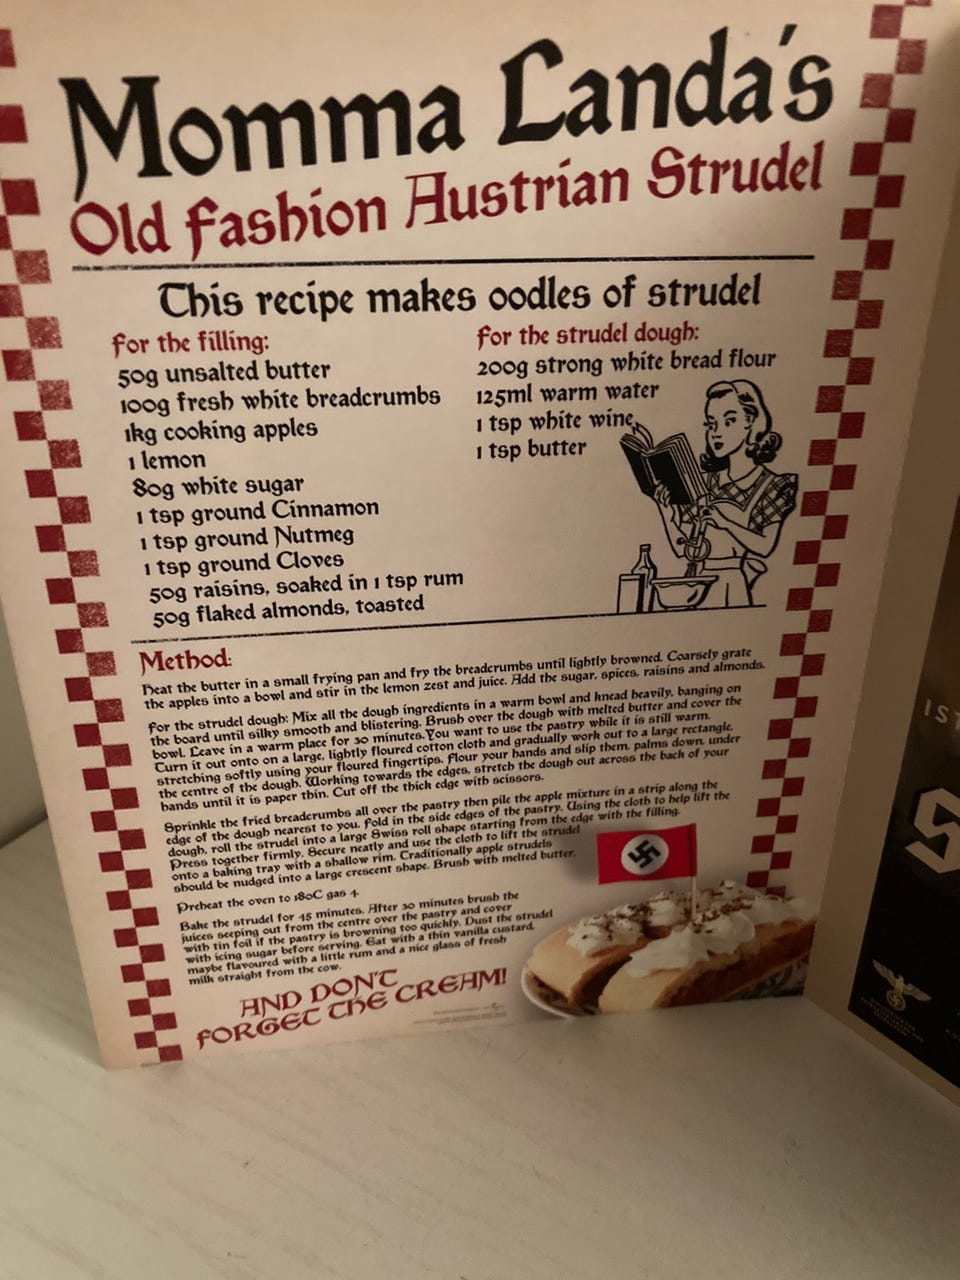 Momma Landa's
Old Fashion Austrian Strudel
This recipe makes oodles of strudel
For the filling:
50g unsalted butter
100g fresh white breadcrumbs
1kg cooking apples
1 lemon
80g white sugar
1 tsp ground Cinnamon
1 tsp ground Nutmeg
1 tsp ground Cloves
50g raisins, soaked in 1 tsp rum
50g flaked almonds, toasted
For the strudel dough:
200g strong white bread flour
125ml warm water
1 tsp white wine
1 tsp butter
Method:
Heat the butter in a small frying pan and fry the breadcrumbs until lightly browned. Coarsely grate
the apples into a bowl and stir in the lemon zest and juice. Add the sugar, spices, raisins and almonds.
For the strudel dough: Mix all the dough ingredients in a warm bowl and knead heavily, banging on
the board until silky smooth and blistering. Brush over the dough with melted butter and cover the
bowl. Leave in a warm place for 30 minutes. You want to use the pastry while it is still warm.
Turn it out onto on a large, lightly floured cotton cloth and gradually work out to a large rectangle,
stretching softly using your floured fingertips. Flour your hands and slip them, palms down, under
the centre of the dough. Working towards the edges, stretch the dough out across the back of your
hands until it is paper thin. Cut off the thick edge with scissors.
Sprinkle the fried breadcrumbs all over the pastry then pile the apple mixture in a strip along the
edge of the dough nearest to you. Fold in the side edges of the pastry. Using the cloth to help lift the
dough, roll the strudel into a large Swiss roll shape starting from the edge with the filling.
Press together firmly. Secure neatly and use the cloth to lift the strudel
onto a baking tray with a shallow rim. Traditionally apple strudels
should be nudged into a large crescent shape. Brush with melted butter.
Preheat the oven to 180C gas 4.
Bake the strudel for 45 minutes. After 30 minutes brush the
juices seeping out from the centre over the pastry and cover
with tin foil if the pastry is browning too quickly. Dust the strudel
with icing sugar before serving. Eat with a thin vanilla custard,
maybe flavoured with a little rum and a nice glass of fresh
milk straight from the cow.
AND DON'T
FORGET THE CREAM!
IST
S